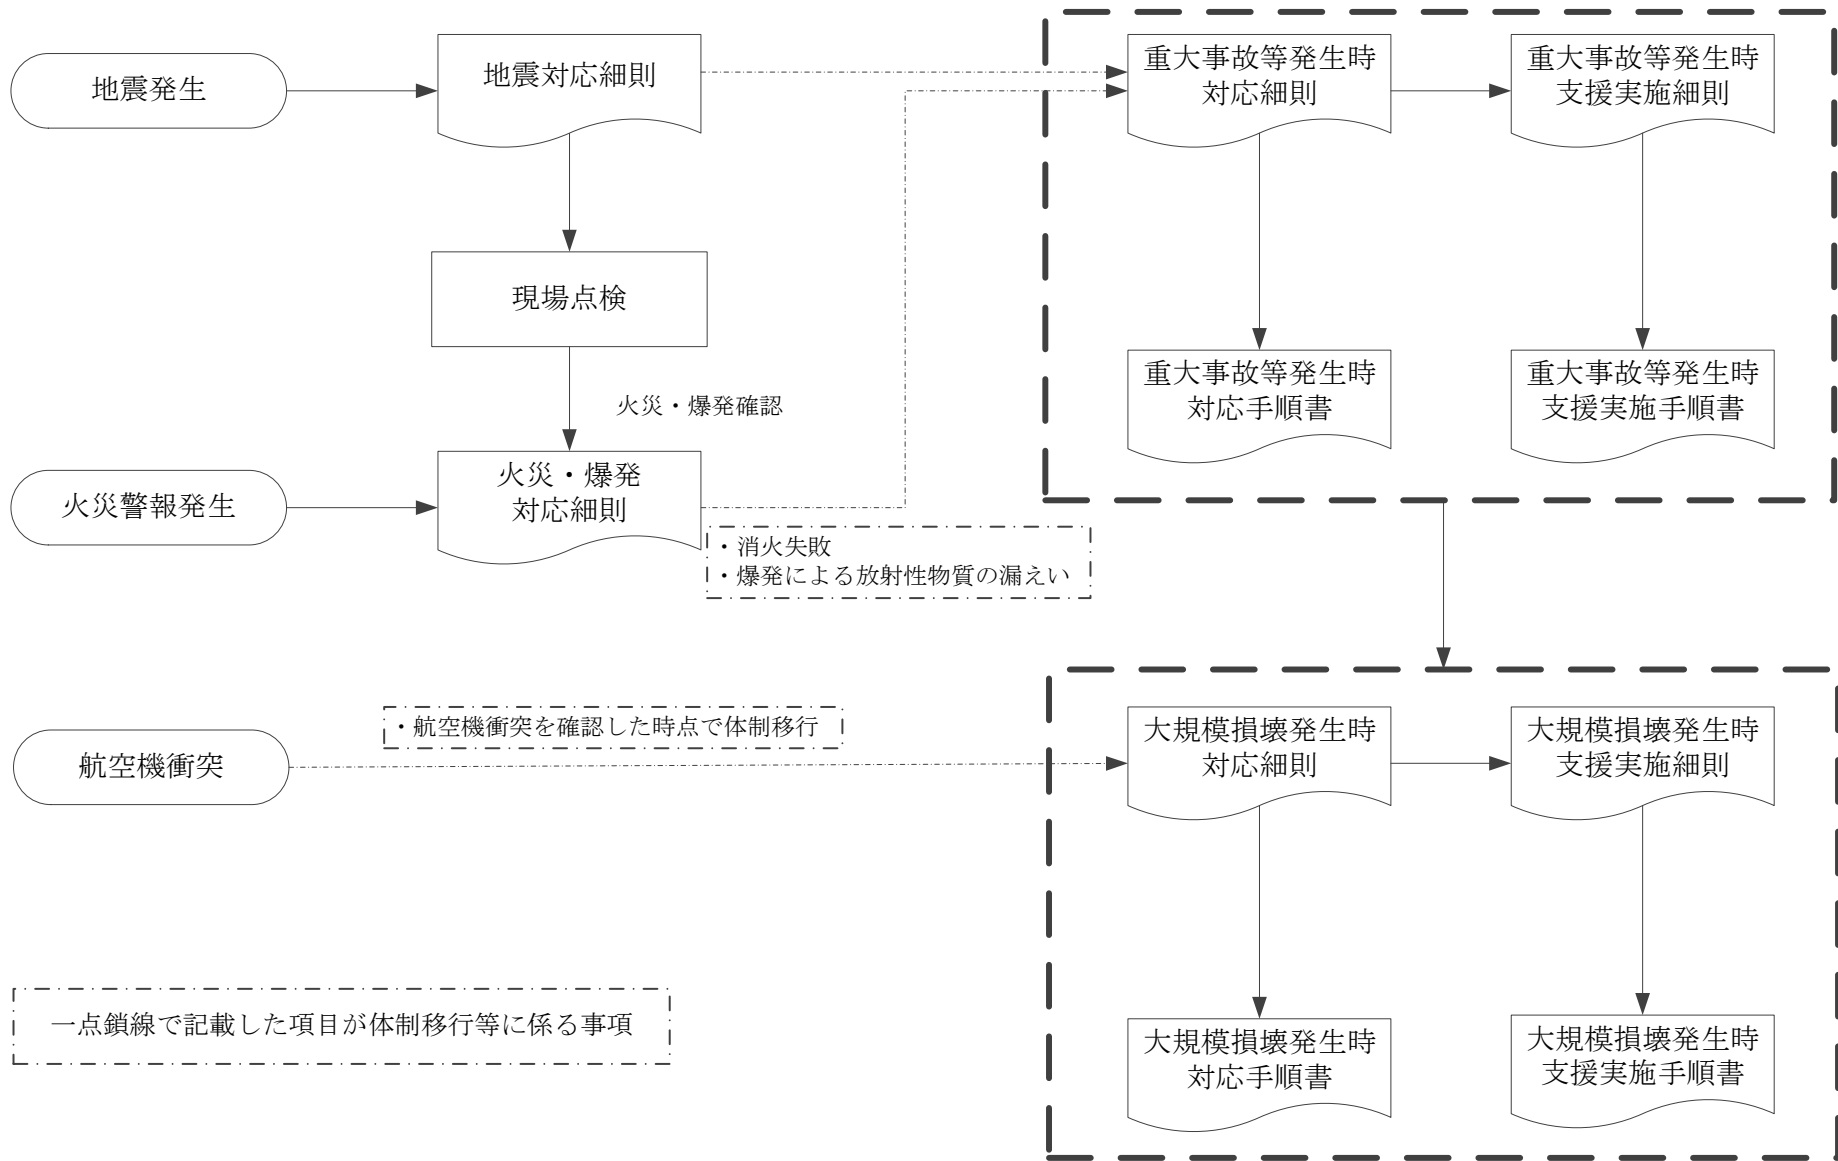 地震発生
地震対応細則
重大事故等発生時
対応細則
重大事故等発生時
支援実施細則
現場点検
火災・爆発確認
重大事故等発生時
対応手順書
重大事故等発生時
支援実施手順書
火災警報発生
火災・爆発
対応細則
・消火失敗
・爆発による放射性物質の漏えい
航空機衝突
・航空機衝突を確認した時点で体制移行
大規模損壊発生時
対応細則
大規模損壊発生時
支援実施細則
一点鎖線で記載した項目が体制移行等に係る事項
大規模損壊発生時
対応手順書
大規模損壊発生時
支援実施手順書